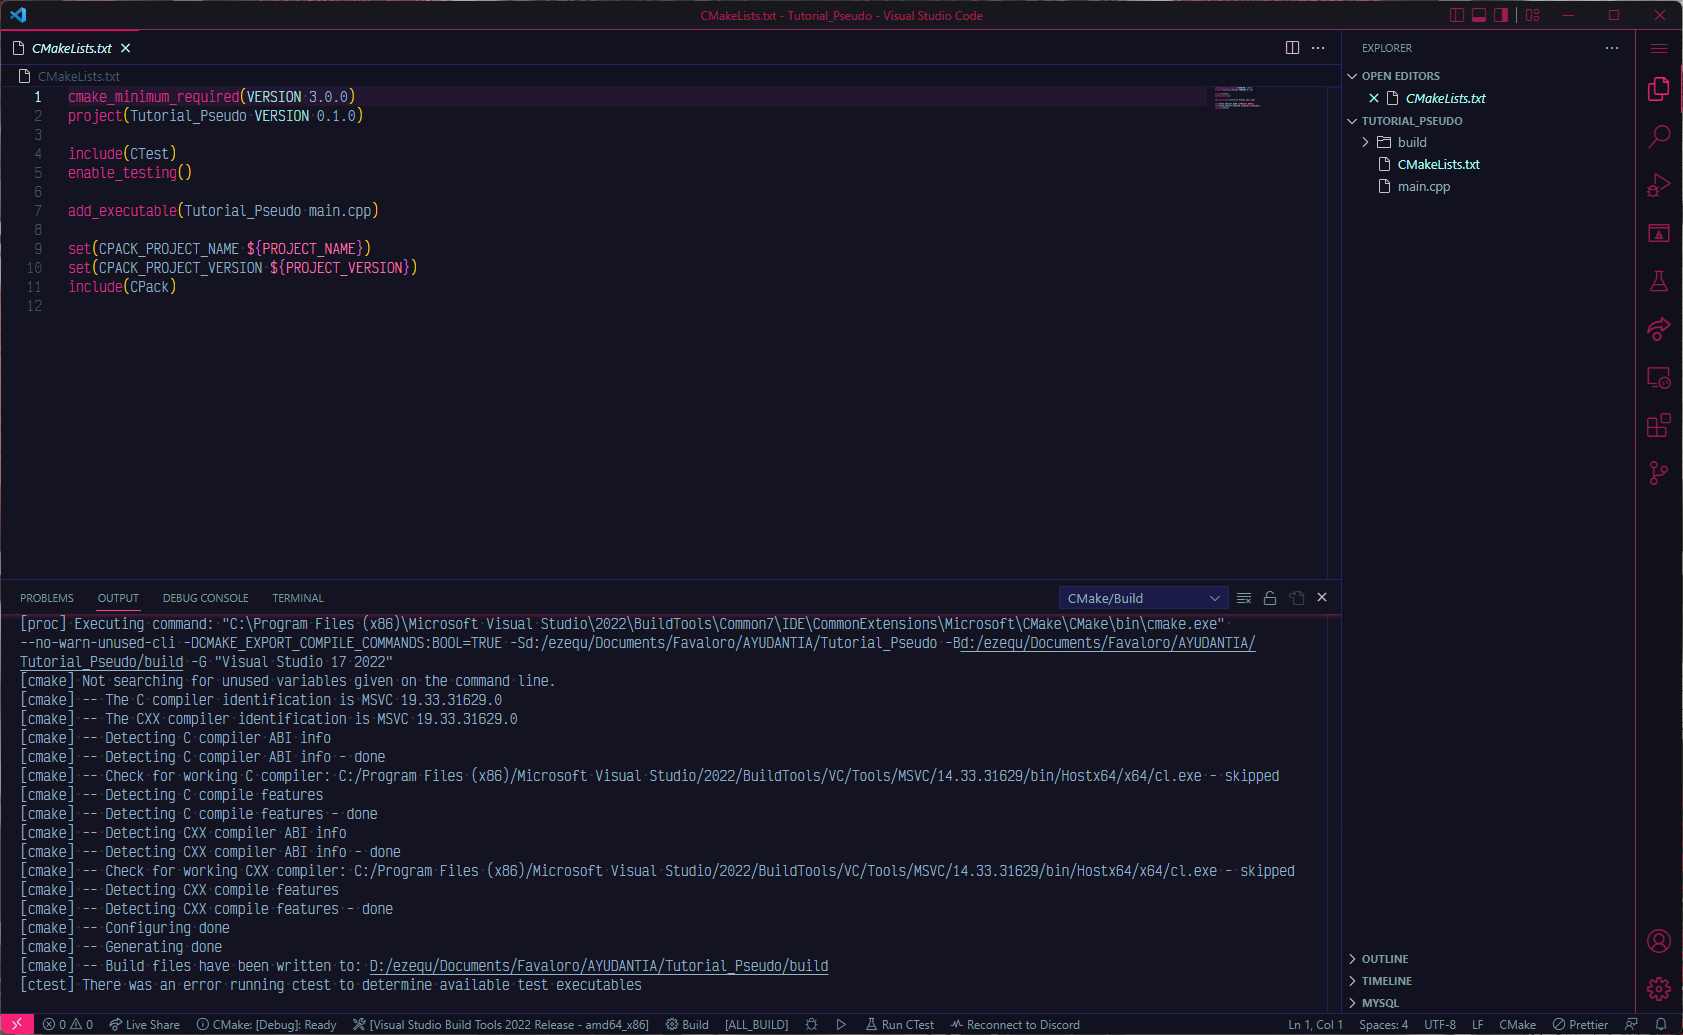 CMakeLists.txt - Tutorial_Pseudo - Visual Studio Code
CMakeLists.txt
CMakeLists.txt
1 cmake_minimum_required(VERSION 3.0.0)
2 project(Tutorial_Pseudo VERSION 0.1.0)
3
4 include(CTest)
5 enable_testing()
6
7 add_executable(Tutorial_Pseudo main.cpp)
8
9 set(CPACK_PROJECT_NAME ${PROJECT_NAME})
10 set(CPACK_PROJECT_VERSION ${PROJECT_VERSION})
11 include(CPack)
12
EXPLORER
OPEN EDITORS
CMakeLists.txt
TUTORIAL_PSEUDO
build
CMakeLists.txt
main.cpp
OUTLINE
TIMELINE
MYSQL
PROBLEMS OUTPUT DEBUG CONSOLE TERMINAL CMake/Build
[proc] Executing command: "C:\Program Files (x86)\Microsoft Visual Studio\2022\BuildTools\Common7\IDE\CommonExtensions\Microsoft\CMake\CMake\bin\cmake.exe"
--no-warn-unused-cli -DCMAKE_EXPORT_COMPILE_COMMANDS:BOOL=TRUE -Sd:/ezequ/Documents/Favaloro/AYUDANTIA/Tutorial_Pseudo -Bd:/ezequ/Documents/Favaloro/AYUDANTIA/
Tutorial_Pseudo/build -G "Visual Studio 17 2022"
[cmake] Not searching for unused variables given on the command line.
[cmake] -- The C compiler identification is MSVC 19.33.31629.0
[cmake] -- The CXX compiler identification is MSVC 19.33.31629.0
[cmake] -- Detecting C compiler ABI info
[cmake] -- Detecting C compiler ABI info - done
[cmake] -- Check for working C compiler: C:/Program Files (x86)/Microsoft Visual Studio/2022/BuildTools/VC/Tools/MSVC/14.33.31629/bin/Hostx64/x64/cl.exe - skipped
[cmake] -- Detecting C compile features
[cmake] -- Detecting C compile features - done
[cmake] -- Detecting CXX compiler ABI info
[cmake] -- Detecting CXX compiler ABI info - done
[cmake] -- Check for working CXX compiler: C:/Program Files (x86)/Microsoft Visual Studio/2022/BuildTools/VC/Tools/MSVC/14.33.31629/bin/Hostx64/x64/cl.exe - skipped
[cmake] -- Detecting CXX compile features
[cmake] -- Detecting CXX compile features - done
[cmake] -- Configuring done
[cmake] -- Generating done
[cmake] -- Build files have been written to: D:/ezequ/Documents/Favaloro/AYUDANTIA/Tutorial_Pseudo/build
[ctest] There was an error running ctest to determine available test executables
0 0 Live Share CMake: [Debug]: Ready [Visual Studio Build Tools 2022 Release - amd64_x86] Build [ALL_BUILD] Run CTest Reconnect to Discord Ln 1, Col 1 Spaces: 4 UTF-8 LF CMake Prettier